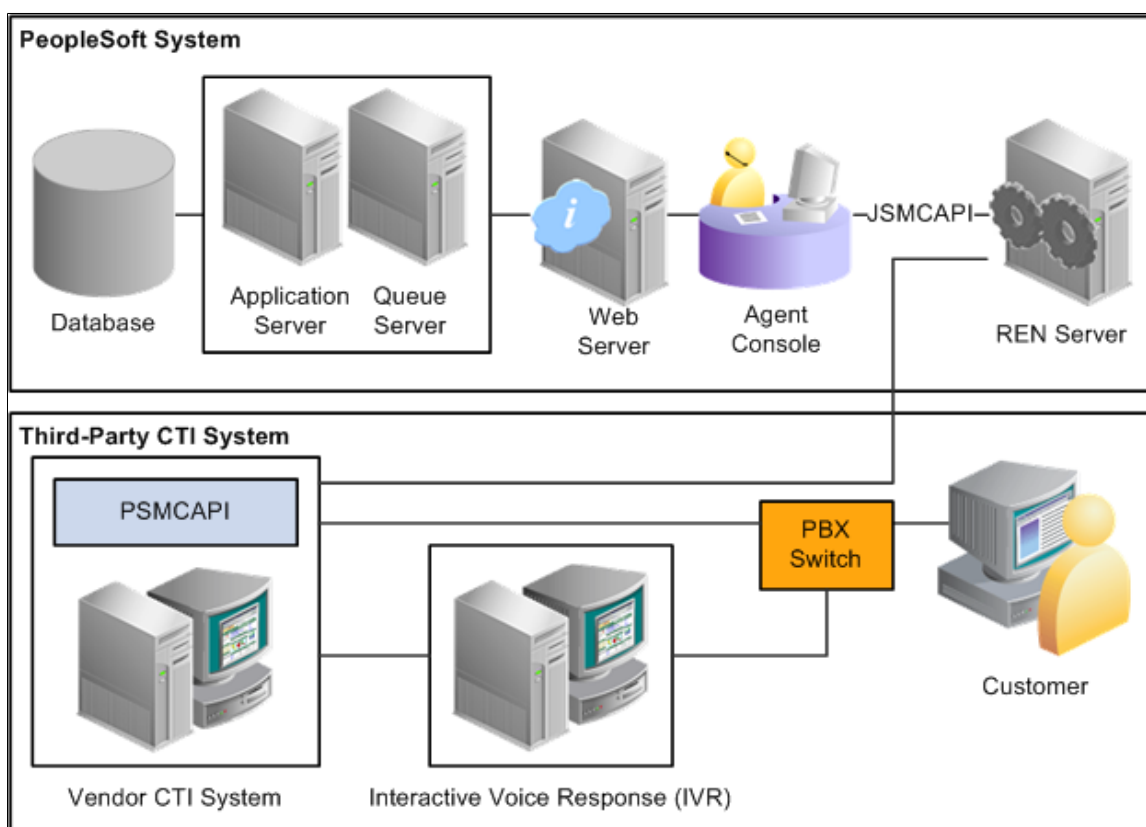 PeopleSoft System
JSMCAPI
Database
Application
Server
Queue
Server
i
Web
Server
Agent
Console
REN Server
Third-Party CTI System
PSMCAPI
PBX
Switch
Customer
Vendor CTI System
Interactive Voice Response (IVR)